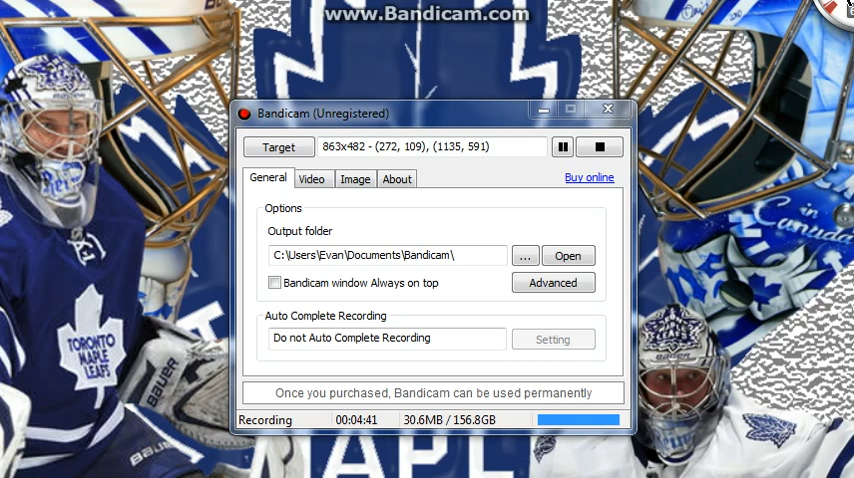 www.Bandicam.com
Bandicam (Unregistered)
Target 863x482 - (272, 109), (1135, 591)
General Video Image About Buy online
Options
Output folder
C:\Users\Evan\Documents\Bandicam\ ... Open
Bandicam window Always on top Advanced
Auto Complete Recording
Do not Auto Complete Recording Setting
Once you purchased, Bandicam can be used permanently
Recording 00:04:41 30.6MB / 156.8GB
TORONTO
MAPLE
LEAFS
BAUER
BAUER
in
Canada